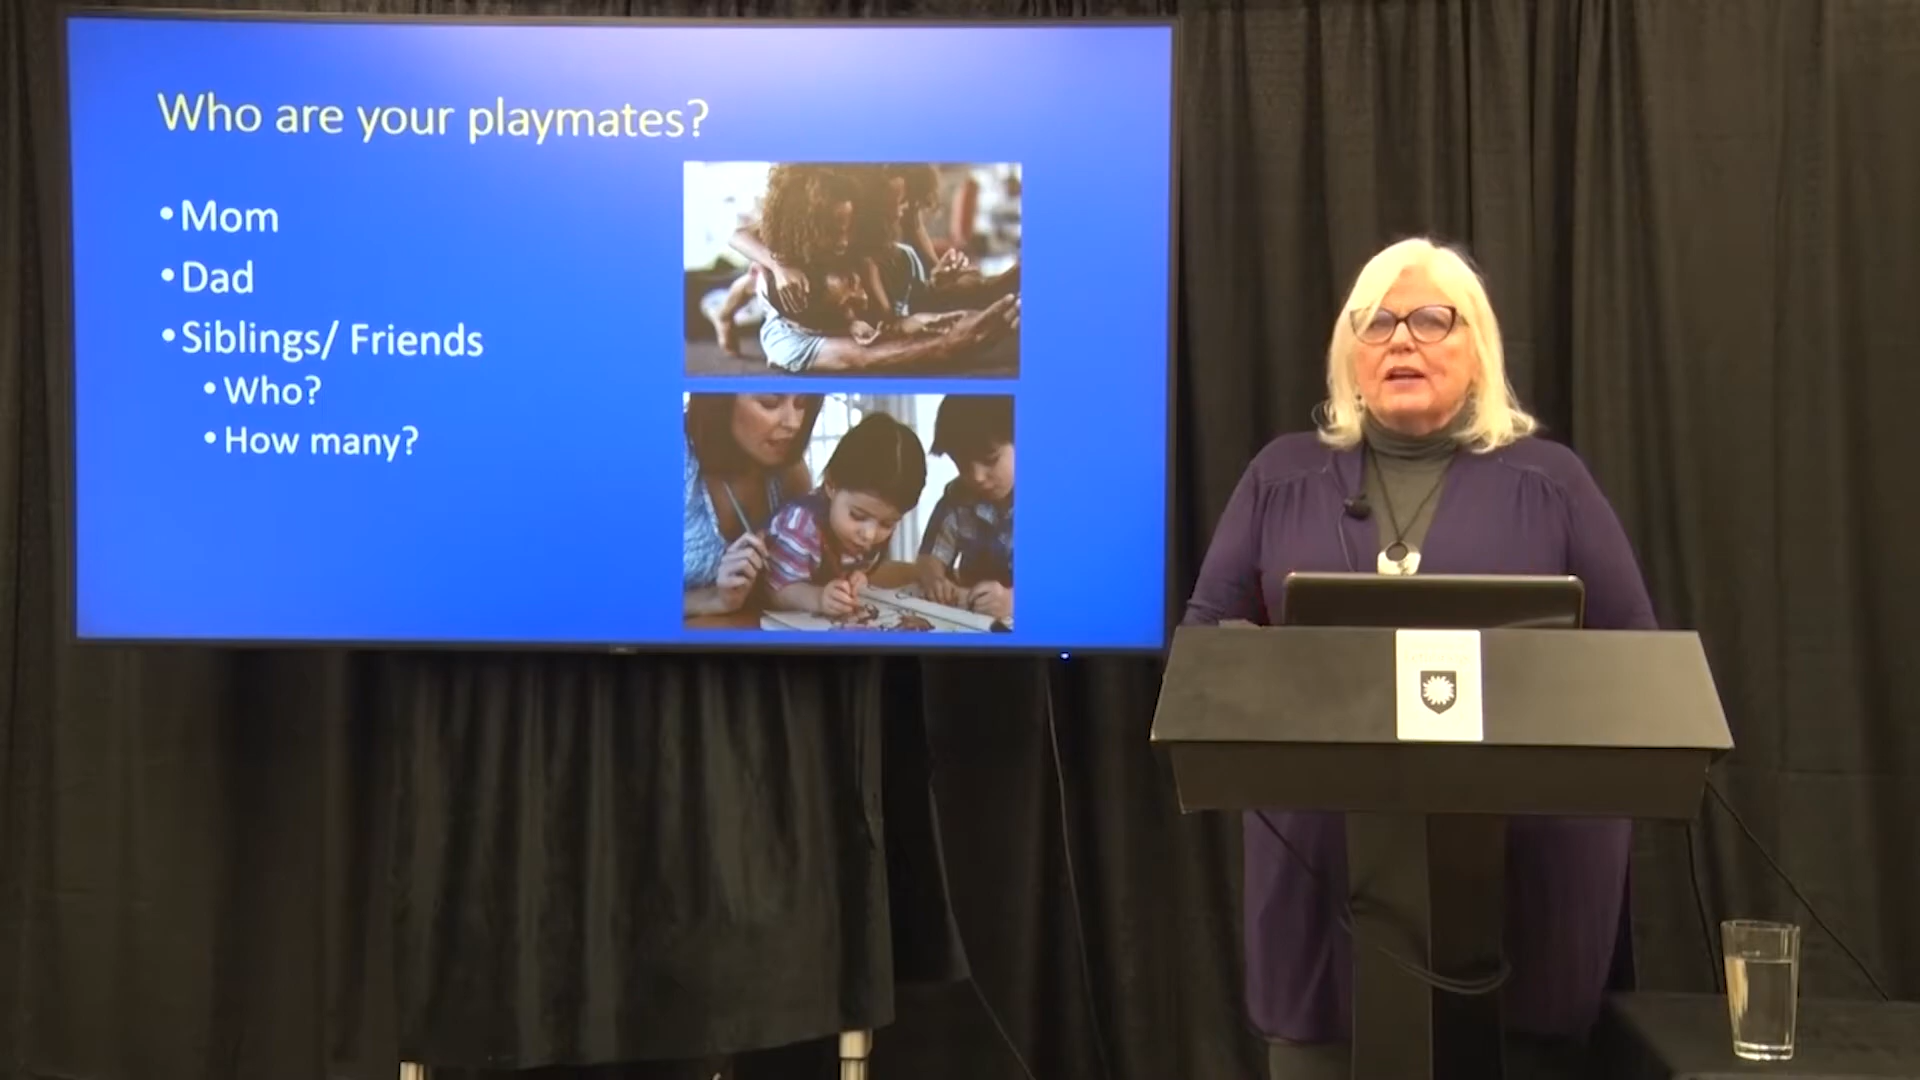 Who are your playmates?
•Mom
•Dad
•Siblings/ Friends
•Who?
•How many?